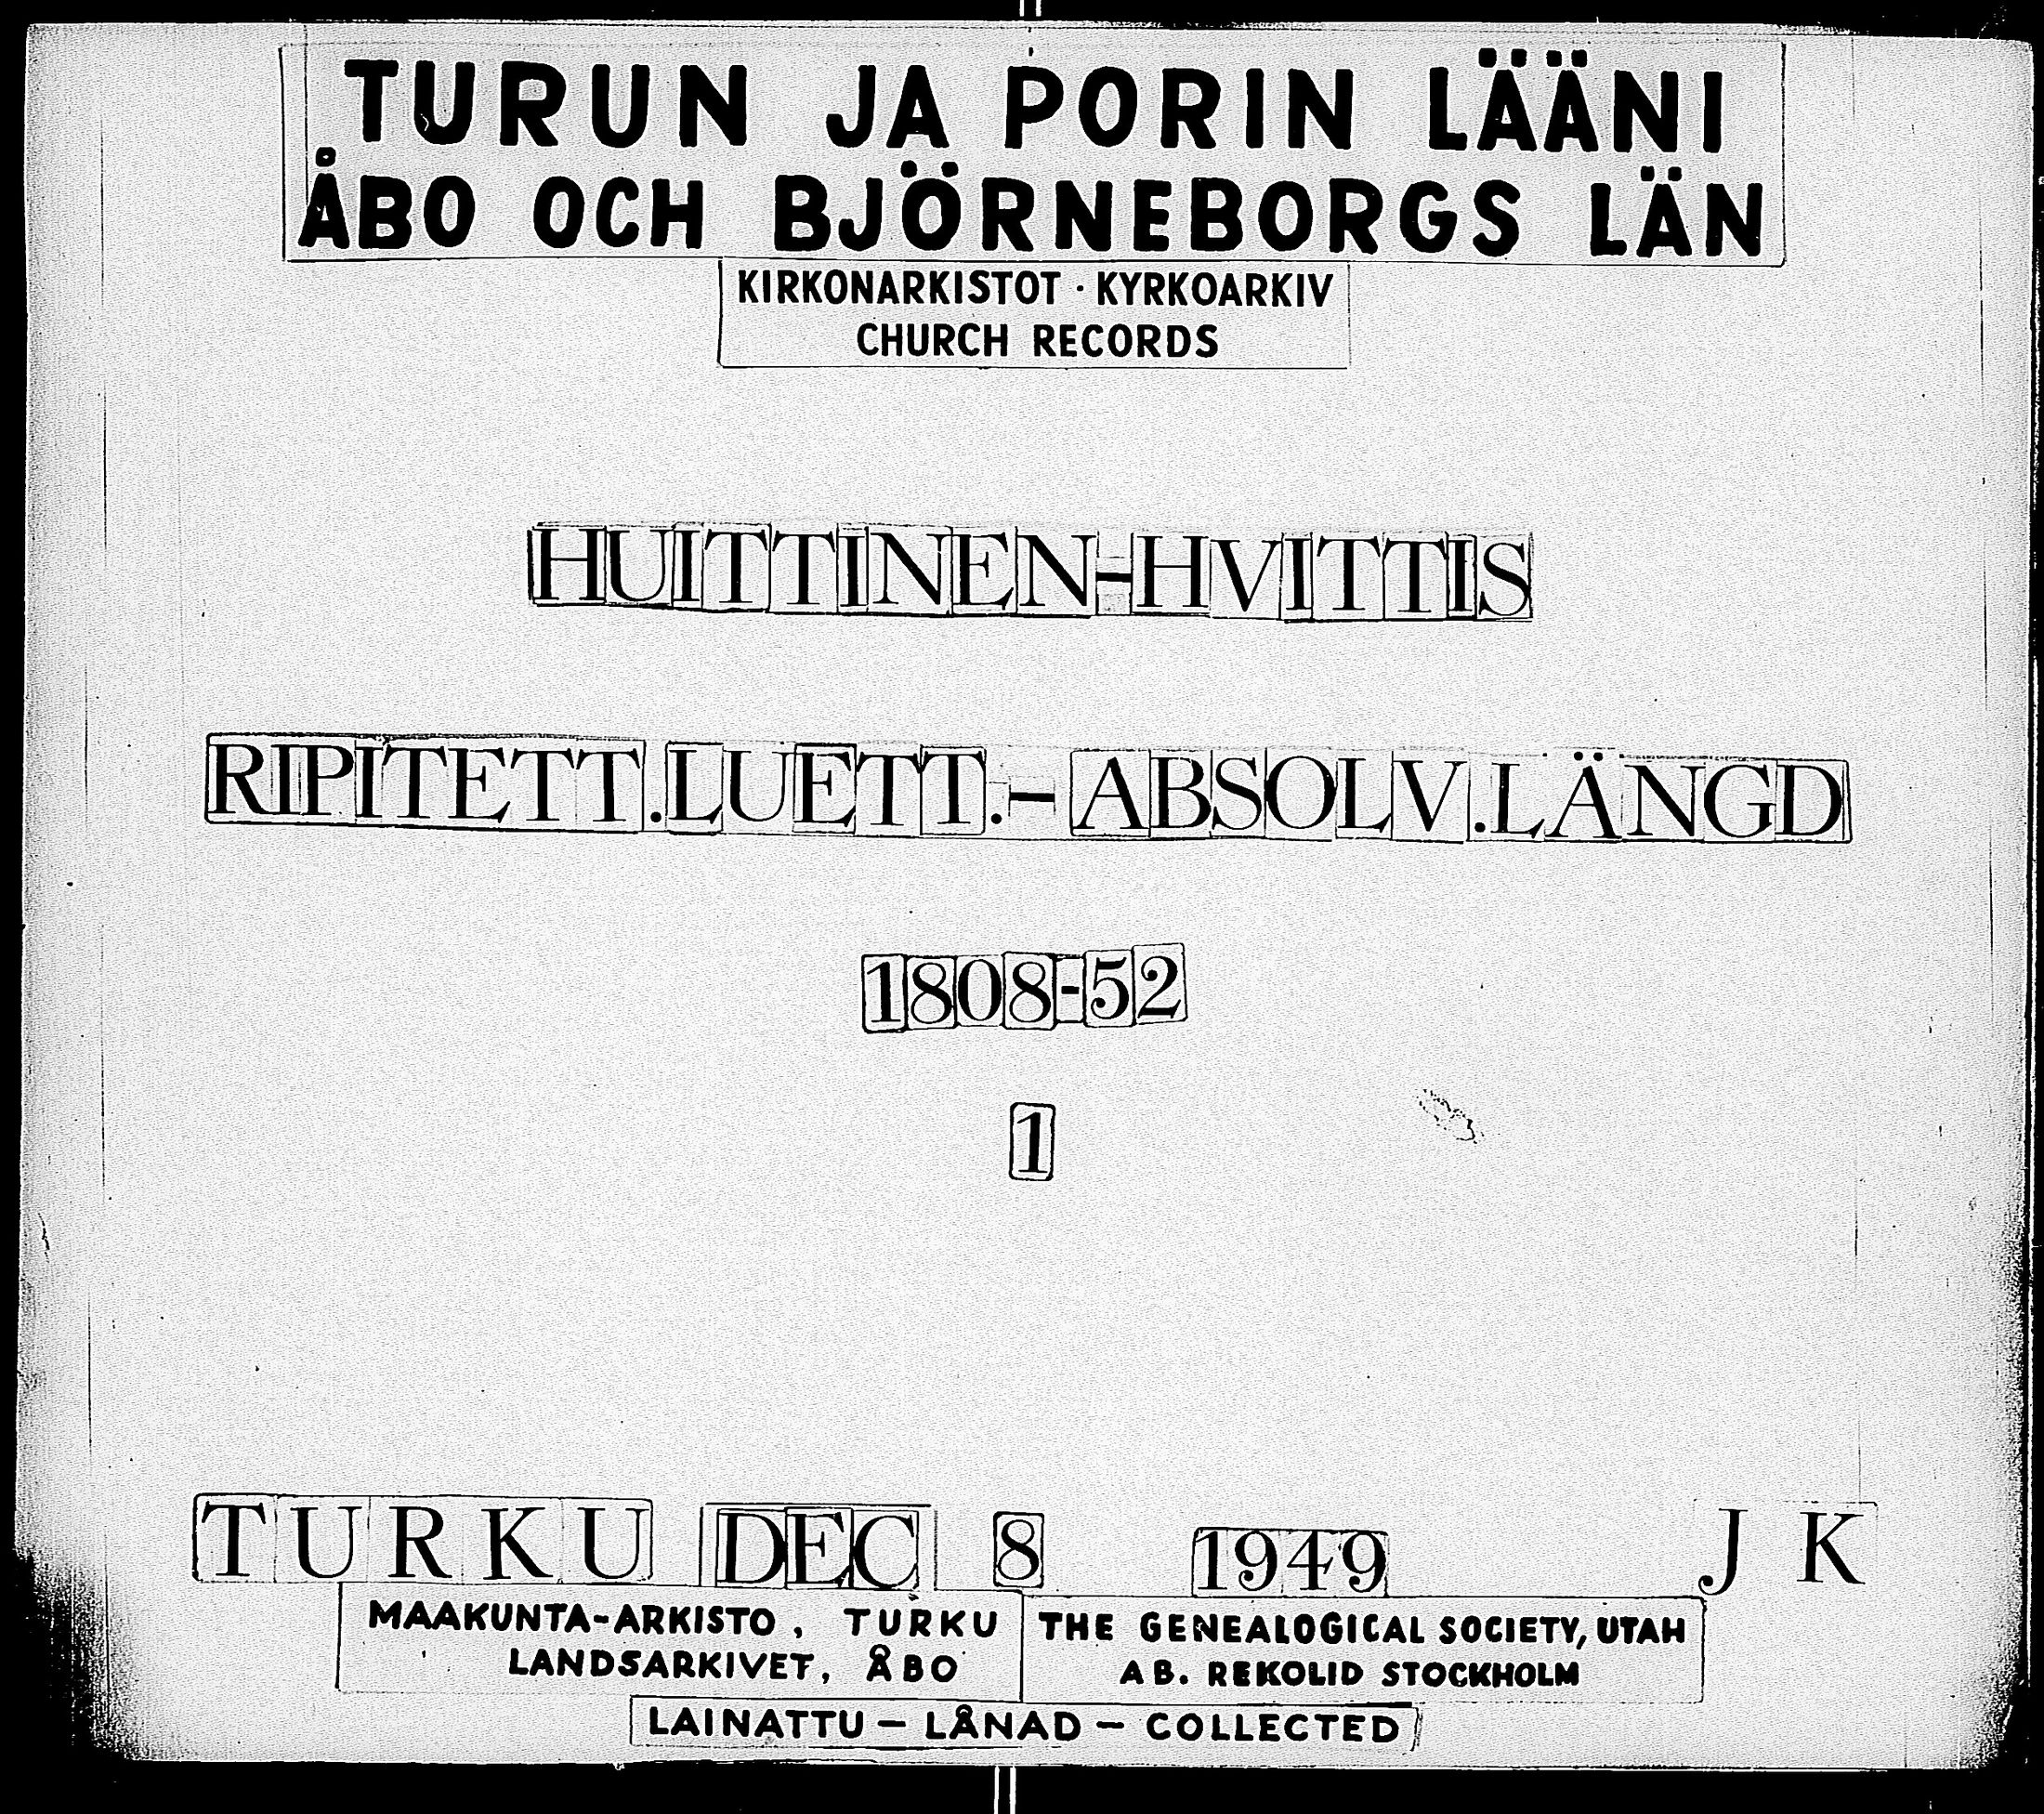 TURUN JA PORIN LÄÄNI
ÅBO OCH BJÖRNEBORGS LÄN
KIRKONARKISTOT · KYRKOARKIV
CHURCH RECORDS
HUITTINEN-HVITTIS
RIPITETT.LUETT.-ABSOLV.LÄNGD
1808-52
1
TURKU DEC 8 1949 JK
MAAKUNTA-ARKISTO, TURKU
LANDSARKIVET, ÅBO
THE GENEALOGICAL SOCIETY, UTAH
AB. REKOLID STOCKHOLM
LAINATTU - LÅNAD - COLLECTED